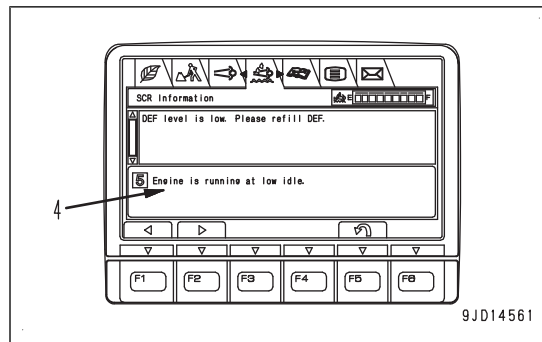 SCR Information
E F
DEF level is low. Please refill DEF.
5 Engine is running at low idle.
4
F1 F2 F3 F4 F5 F6
9JD14561